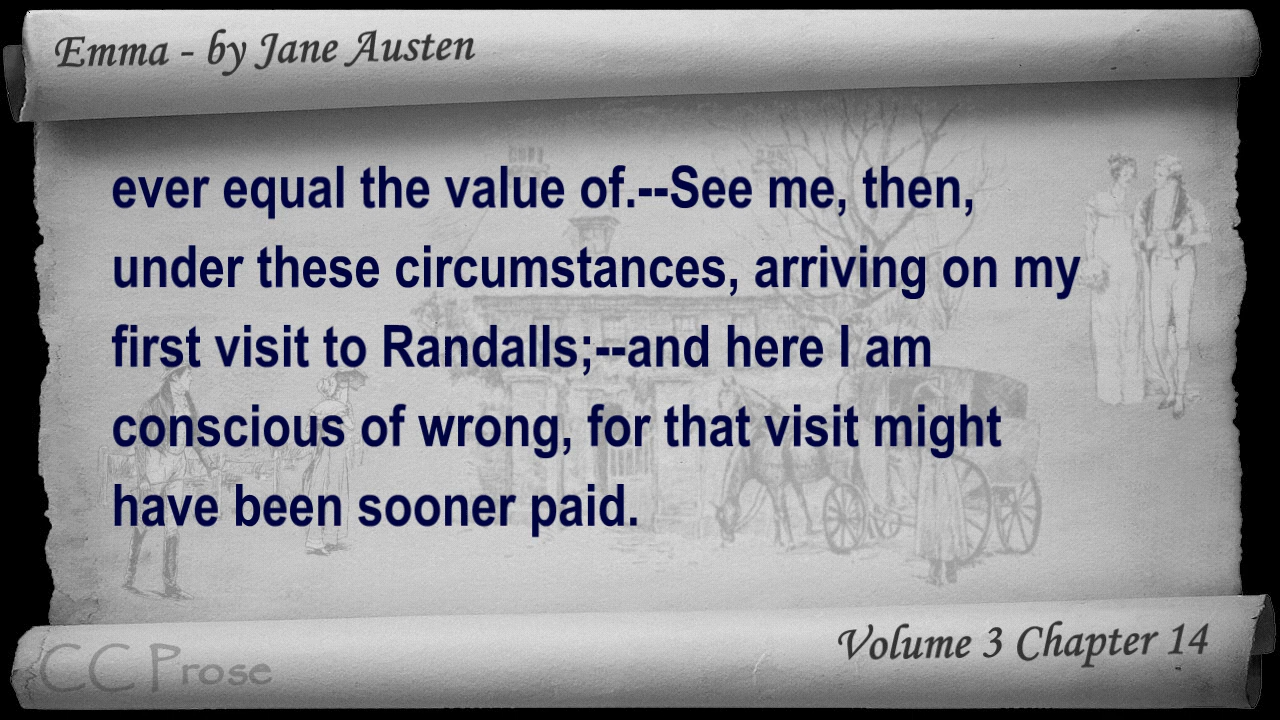 Emma - by Jane Austen
ever equal the value of.--See me, then,
under these circumstances, arriving on my
first visit to Randalls;--and here I am
conscious of wrong, for that visit might
have been sooner paid.
Volume 3 Chapter 14
CC Prose